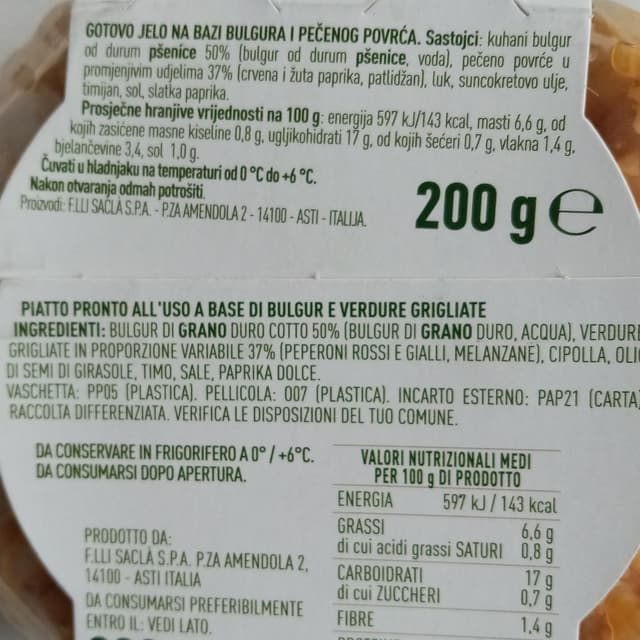 GOTOVO JELO NA BAZI BULGURA I PEČENOG POVRĆA. Sastojci: kuhani bulgur
od durum pšenice 50% (bulgur od durum pšenice, voda), pečeno povrće u
promjenjivim udjelima 37% (crvena i žuta paprika, patlidžan), luk, suncokretovo ulje,
timijan, sol, slatka paprika.
Prosječne hranjive vrijednosti na 100 g: energija 597 kJ/143 kcal, masti 6,6 g, od
kojih zasićene masne kiseline 0,8 g, ugljikohidrati 17 g, od kojih šećeri 0,7 g, vlakna 1,4 g,
bjelančevine 3,4, sol 1,0 g.
Čuvati u hladnjaku na temperaturi od 0 °C do +6 °C.
Nakon otvaranja odmah potrošiti.
Proizvodi: F.LLI SACLÀ S.P.A. - P.ZA AMENDOLA 2 - 14100 - ASTI - ITALIJA.
200 g e
PIATTO PRONTO ALL'USO A BASE DI BULGUR E VERDURE GRIGLIATE
INGREDIENTI: BULGUR DI GRANO DURO COTTO 50% (BULGUR DI GRANO DURO, ACQUA), VERDURE
GRIGLIATE IN PROPORZIONE VARIABILE 37% (PEPERONI ROSSI E GIALLI, MELANZANE), CIPOLLA, OLI
DI SEMI DI GIRASOLE, TIMO, SALE, PAPRIKA DOLCE.
VASCHETTA: PP05 (PLASTICA). PELLICOLA: 007 (PLASTICA). INCARTO ESTERNO: PAP21 (CARTA)
RACCOLTA DIFFERENZIATA. VERIFICA LE DISPOSIZIONI DEL TUO COMUNE.
DA CONSERVARE IN FRIGORIFERO A 0° / +6°C.
DA CONSUMARSI DOPO APERTURA.
PRODOTTO DA:
F.LLI SACLÀ S.P.A. P.ZA AMENDOLA 2,
14100 - ASTI ITALIA
DA CONSUMARSI PREFERIBILMENTE
ENTRO IL: VEDI LATO.
VALORI NUTRIZIONALI MEDI
PER 100 g DI PRODOTTO
ENERGIA 597 kJ / 143 kcal
GRASSI 6,6 g
di cui acidi grassi SATURI 0,8 g
CARBOIDRATI 17 g
di cui ZUCCHERI 0,7 g
FIBRE 1,4 g